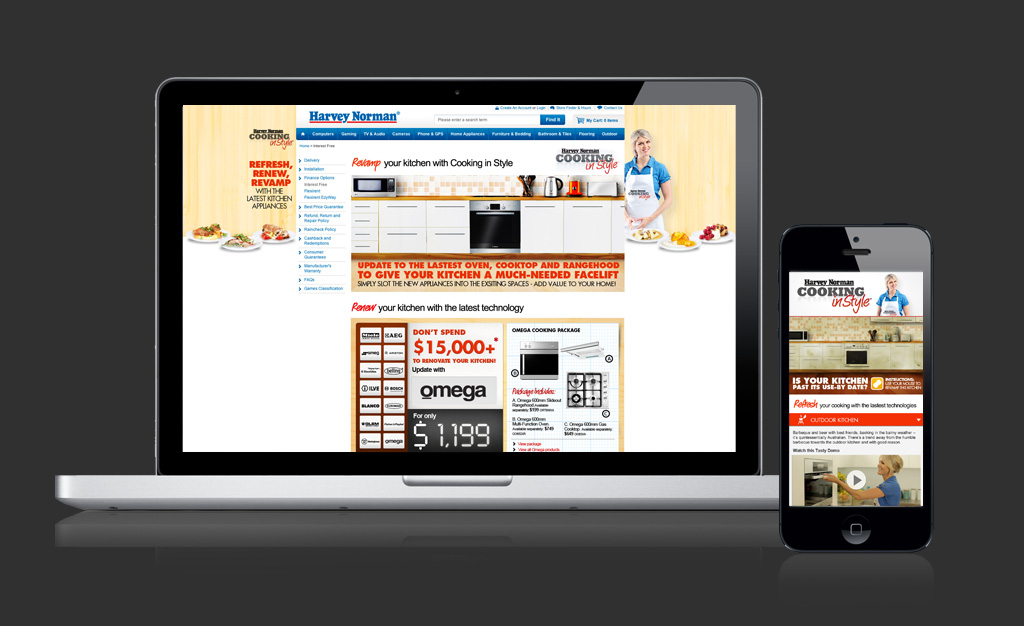 Create An Account or Login
Store Finder & Hours
Contact Us
Harvey Norman®
Please enter a search term
Find It
My Cart: 0 items
Computers
Gaming
TV & Audio
Cameras
Phone & GPS
Home Appliances
Furniture & Bedding
Bathroom & Tiles
Flooring
Outdoor
Home > Interest Free
Harvey Norman
COOKING
in Style
REFRESH,
RENEW,
REVAMP
WITH THE
LATEST KITCHEN
APPLIANCES
Delivery
Installation
Finance Options
Interest Free
Flexirent
Flexirent EzyWay
Best Price Guarantee
Refund, Return and
Repair Policy
Raincheck Policy
Cashback and
Redemptions
Consumer
Guarantees
Manufacturer's
Warranty
FAQs
Games Classification
Revamp your kitchen with Cooking in Style
Harvey Norman
COOKING
in Style
UPDATE TO THE LASTEST OVEN, COOKTOP AND RANGEHOOD
TO GIVE YOUR KITCHEN A MUCH-NEEDED FACELIFT
SIMPLY SLOT THE NEW APPLIANCES INTO THE EXSITING SPACES - ADD VALUE TO YOUR HOME!
Renew your kitchen with the latest technology
AEG
smeg
belling
ILVE
BOSCH
BLANCO
omega
DON'T SPEND
$15,000+*
TO RENOVATE YOUR KITCHEN!
Update with
omega
For only
$1,199
OMEGA COOKING PACKAGE
A
B
C
Package Includes:
A. Omega 600mm Slideout
Rangehood Available
separately: $199
B. Omega 600mm
Multi-Function Oven.
Available separately: $749
C. Omega 600mm Gas
Cooktop. Available separately:
$649
View package
View all Omega products
Harvey Norman
COOKING
in Style
IS YOUR KITCHEN
PAST ITS USE-BY DATE?
INSTRUCTIONS:
USE YOUR MOUSE TO
REVAMP THIS KITCHEN
Refresh your cooking with the lastest technologies
OUTDOOR KITCHEN
Barbeque and beer with best friends, basking in the balmy weather –
it's quintessentially Australian. There's a trend away from the humble
barbecue towards the outdoor kitchen and with good reason.
Watch this Tasty Demo